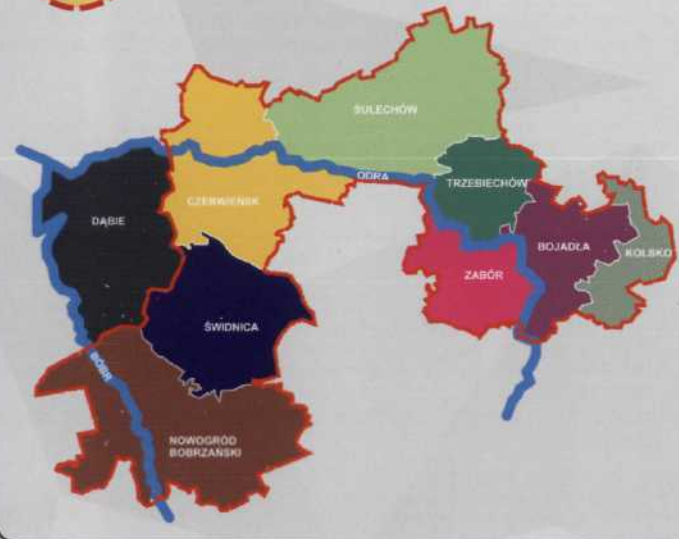 SULECHÓW
ODRA
TRZEBIECHÓW
CZERWIEŃSK
DĄBIE
BOJADŁA
KOLSKO
ZABÓR
ŚWIDNICA
BÓBR
NOWOGRÓD
BOBRZAŃSKI